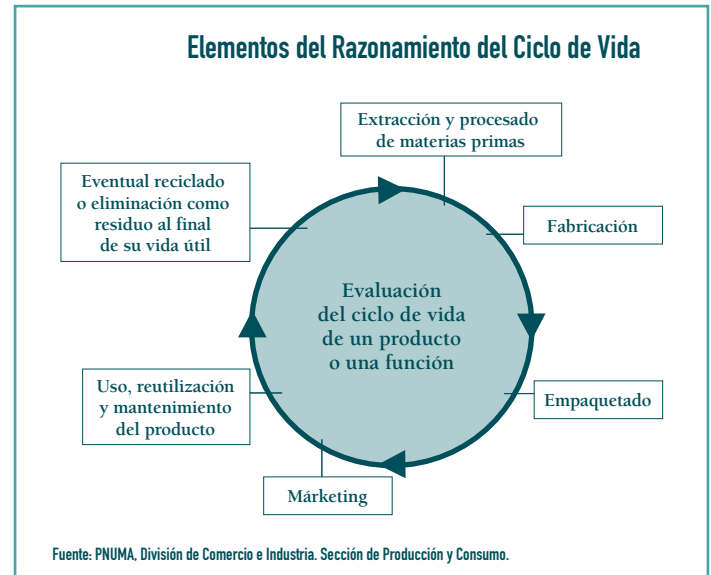 Elementos del Razonamiento del Ciclo de Vida
Extracción y procesado
de materias primas
Fabricación
Empaquetado
Márketing
Uso, reutilización
y mantenimiento
del producto
Eventual reciclado
o eliminación como
residuo al final
de su vida útil
Evaluación
del ciclo de vida
de un producto
o una función
Fuente: PNUMA, División de Comercio e Industria. Sección de Producción y Consumo.